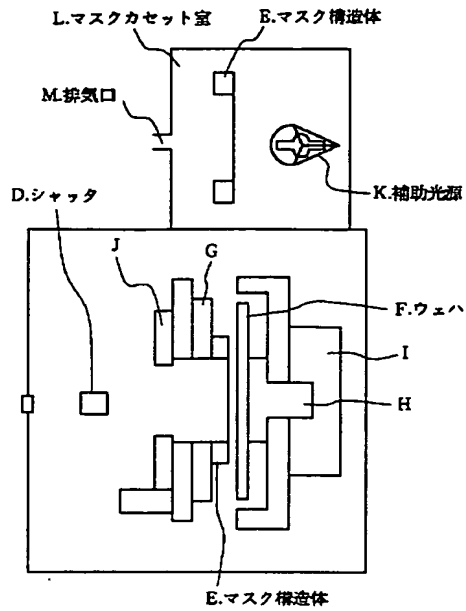 L.マスクカセット室
E.マスク構造体
M.排気口
K.補助光源
D.シャッタ
J
G
F.ウェハ
I
H
E.マスク構造体